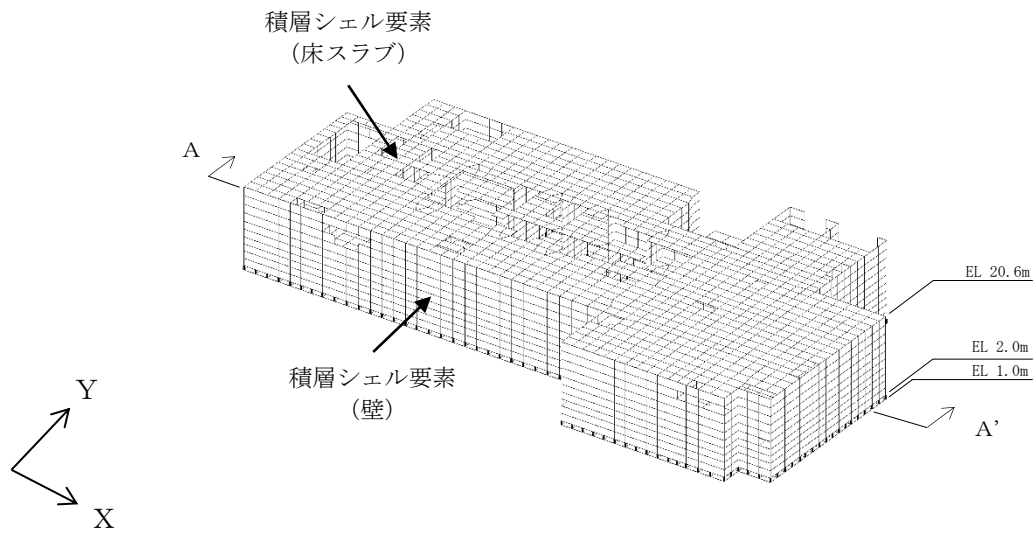 積層シェル要素
(床スラブ)
A
EL 20.6m
EL 2.0m
EL 1.0m
積層シェル要素
(壁)
A'
Y
X